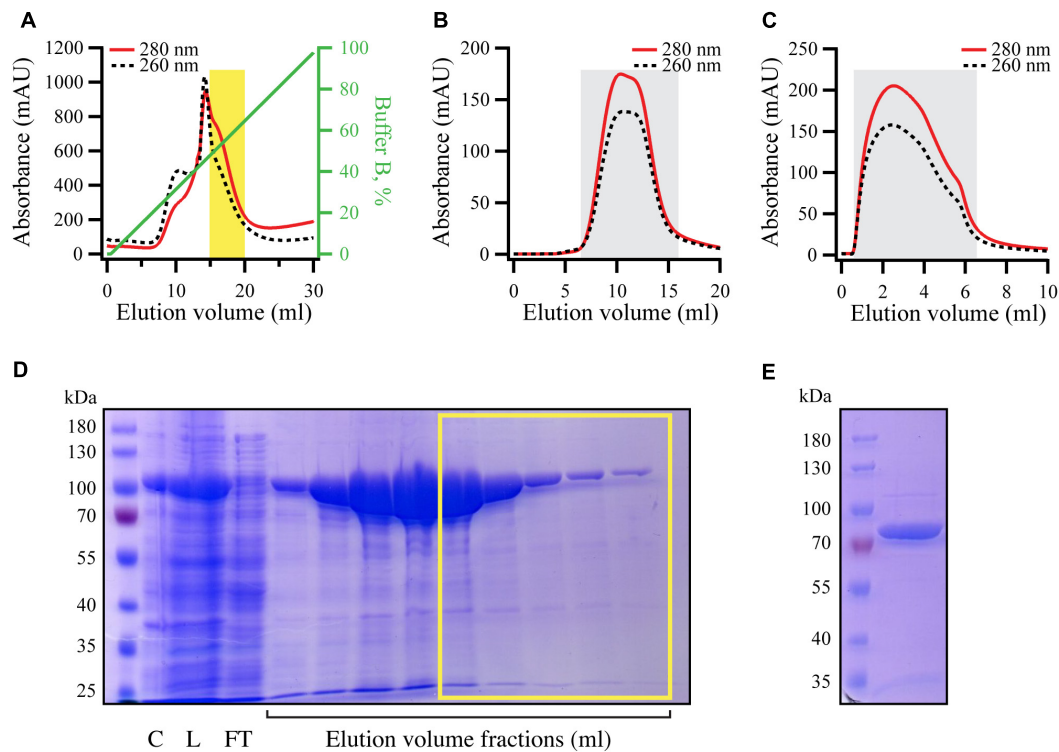 A
B
C
1200
1000
800
600
400
200
0
Absorbance (mAU)
280 nm
260 nm
100
80
60
40
20
0
Buffer B, %
0 10 20 30
Elution volume (ml)
200
150
100
50
0
Absorbance (mAU)
280 nm
260 nm
0 5 10 15 20
Elution volume (ml)
250
200
150
100
50
0
Absorbance (mAU)
280 nm
260 nm
0 2 4 6 8 10
Elution volume (ml)
D
kDa
180
130
100
70
55
40
35
25
C L FT
Elution volume fractions (ml)
E
kDa
180
130
100
70
55
40
35